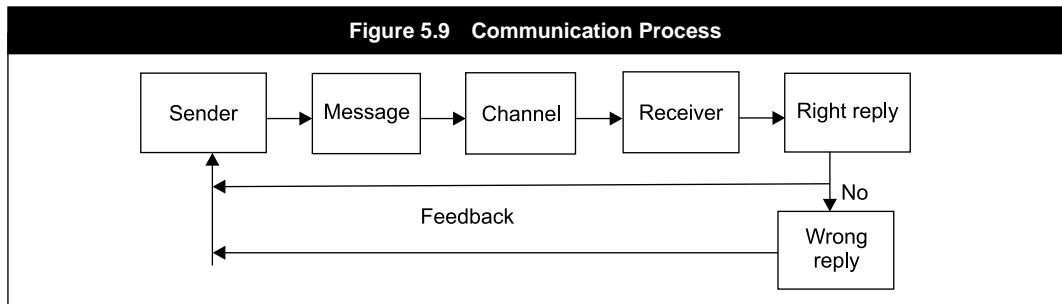 Figure 5.9 Communication Process
Sender
Message
Channel
Receiver
Right reply
No
Feedback
Wrong
reply